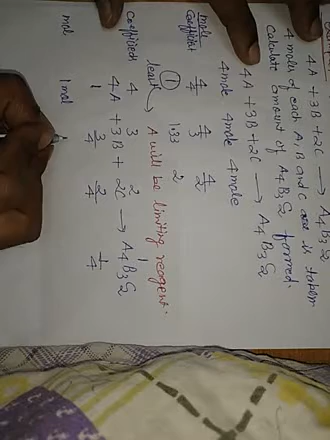 4A + 3B + 2C → A4B3C2
4 moles of each A, B and C are is taken
Calculate amount of A4B3C2 formed.
4A + 3B + 2C → A4B3C2
4 mole 4 mole 4 mole
mole
coefficient 4/4 4/3 4/2
① 1.33 2
least → A will be limiting reagent.
coefficient 4 3 2 1
4A + 3B + 2C → A4B3C2
1 3/4 2/4 1/4
mol 1 mol